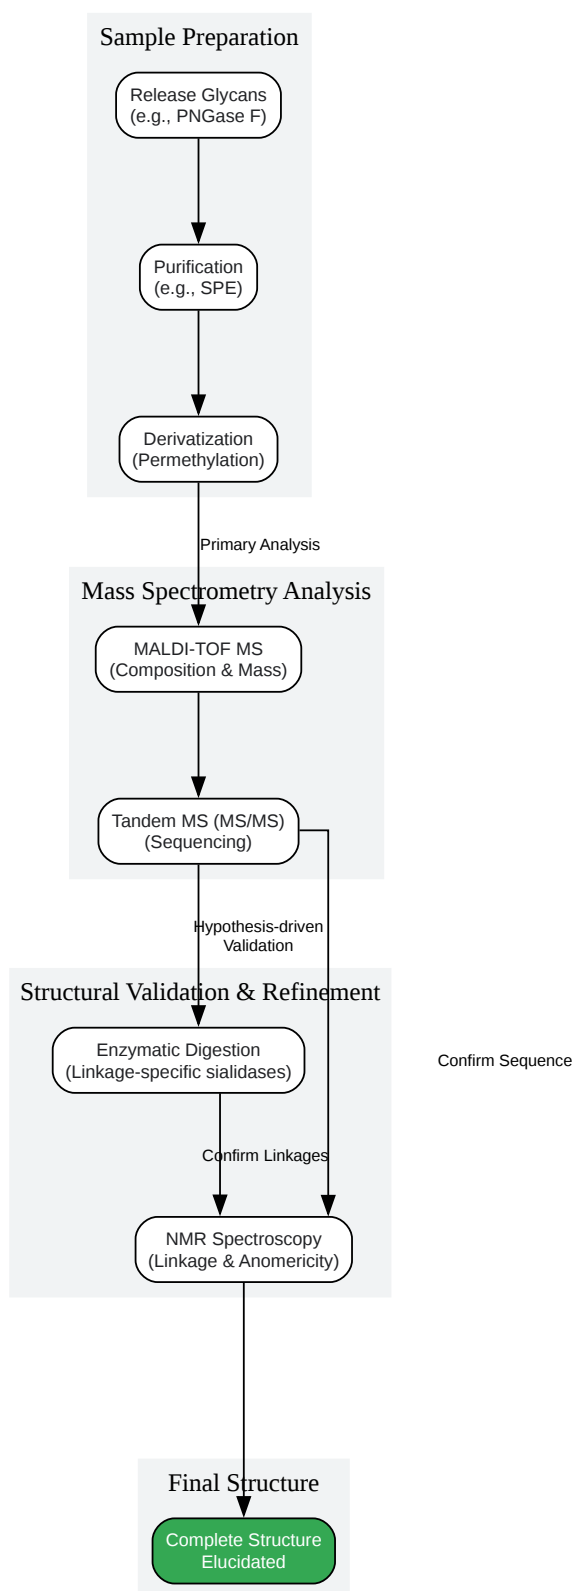 Sample Preparation
Release Glycans
(e.g., PNGase F)
Purification
(e.g., SPE)
Derivatization
(Permethylation)
Primary Analysis
Mass Spectrometry Analysis
MALDI-TOF MS
(Composition & Mass)
Tandem MS (MS/MS)
(Sequencing)
Hypothesis-driven
Validation
Structural Validation & Refinement
Enzymatic Digestion
(Linkage-specific sialidases)
Confirm Sequence
Confirm Linkages
NMR Spectroscopy
(Linkage & Anomericity)
Final Structure
Complete Structure
Elucidated